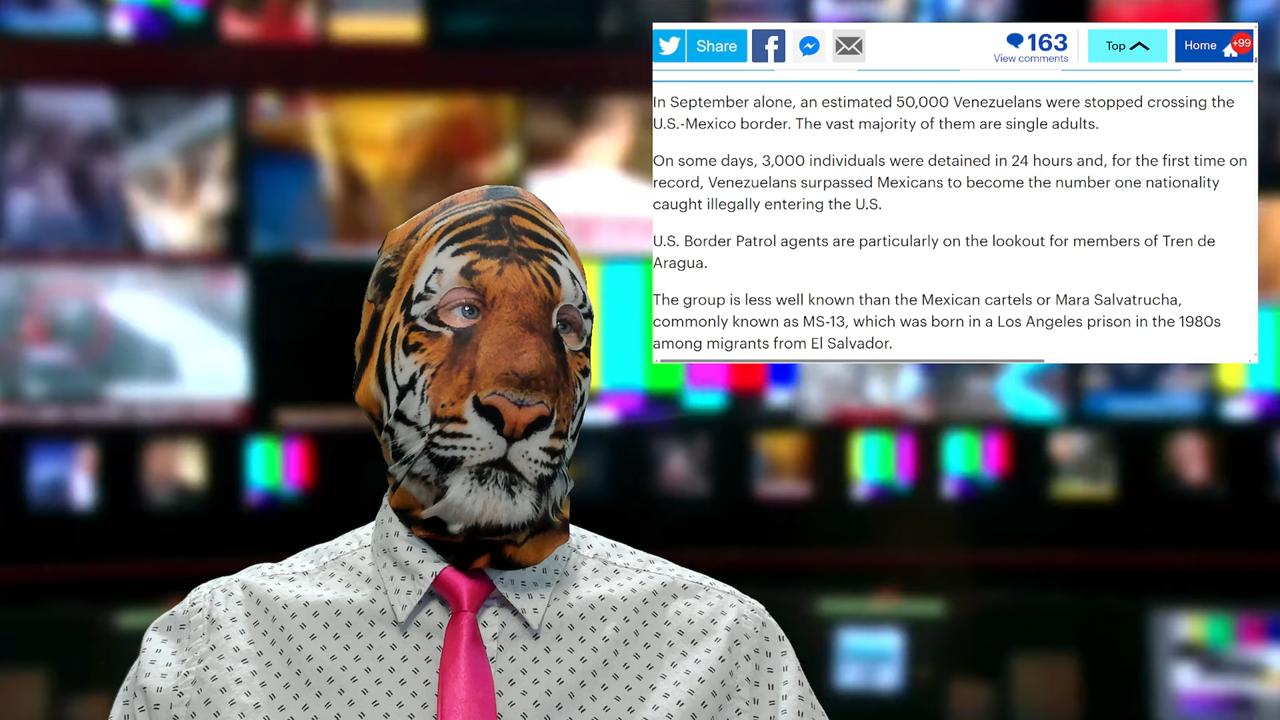 Share
163
View comments
Top
Home
+99
In September alone, an estimated 50,000 Venezuelans were stopped crossing the
U.S.-Mexico border. The vast majority of them are single adults.
On some days, 3,000 individuals were detained in 24 hours and, for the first time on
record, Venezuelans surpassed Mexicans to become the number one nationality
caught illegally entering the U.S.
U.S. Border Patrol agents are particularly on the lookout for members of Tren de
Aragua.
The group is less well known than the Mexican cartels or Mara Salvatrucha,
commonly known as MS-13, which was born in a Los Angeles prison in the 1980s
among migrants from El Salvador.